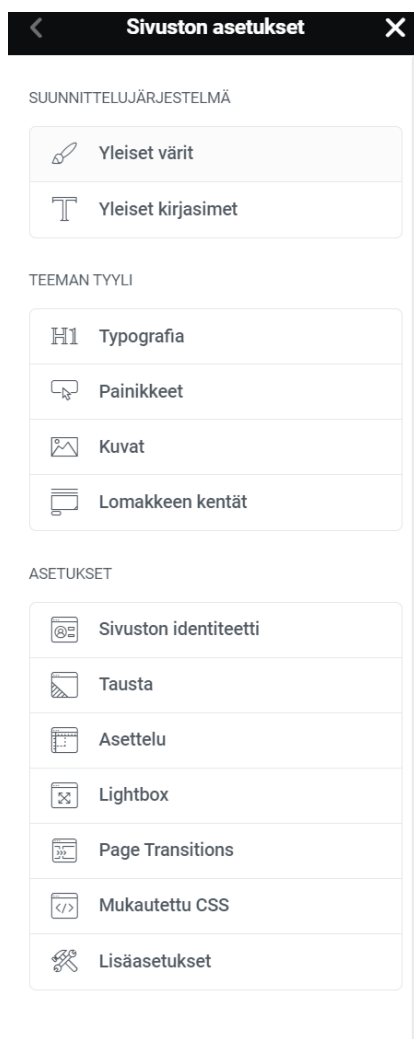 Sivuston asetukset
SUUNNITTELUJÄRJESTELMÄ
Yleiset värit
Yleiset kirjasimet
TEEMAN TYYLI
H1 Typografia
Painikkeet
Kuvat
Lomakkeen kentät
ASETUKSET
Sivuston identiteetti
Tausta
Asettelu
Lightbox
Page Transitions
Mukautettu CSS
Lisäasetukset